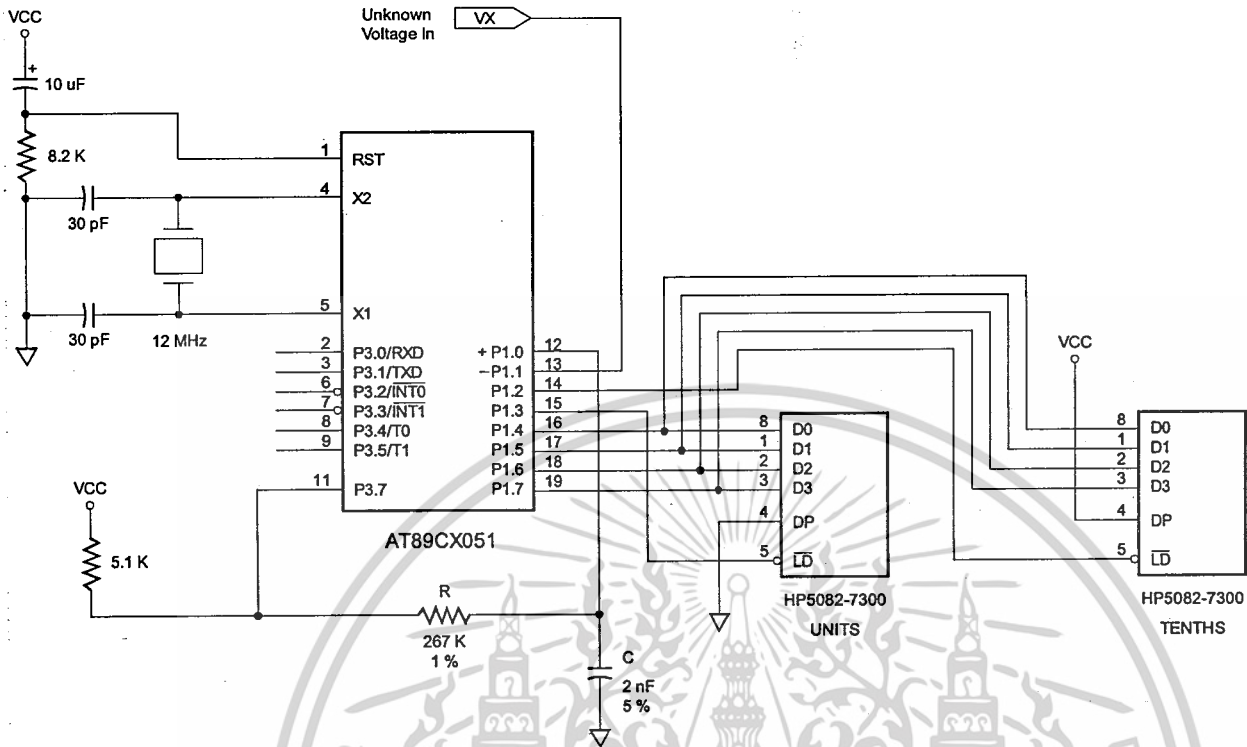 VCC
+
10 uF
8.2 K
30 pF
30 pF
12 MHz
Unknown
Voltage In
VX
1 RST
4 X2
5 X1
2 P3.0/RXD
3 P3.1/TXD
6 P3.2/INT0
7 P3.3/INT1
8 P3.4/T0
9 P3.5/T1
11 P3.7
+ P1.0 12
−P1.1 13
P1.2 14
P1.3 15
P1.4 16
P1.5 17
P1.6 18
P1.7 19
AT89CX051
VCC
5.1 K
R
267 K
1 %
C
2 nF
5 %
8 D0
1 D1
2 D2
3 D3
4 DP
5 LD
HP5082-7300
UNITS
VCC
8 D0
1 D1
2 D2
3 D3
4 DP
5 LD
HP5082-7300
TENTHS